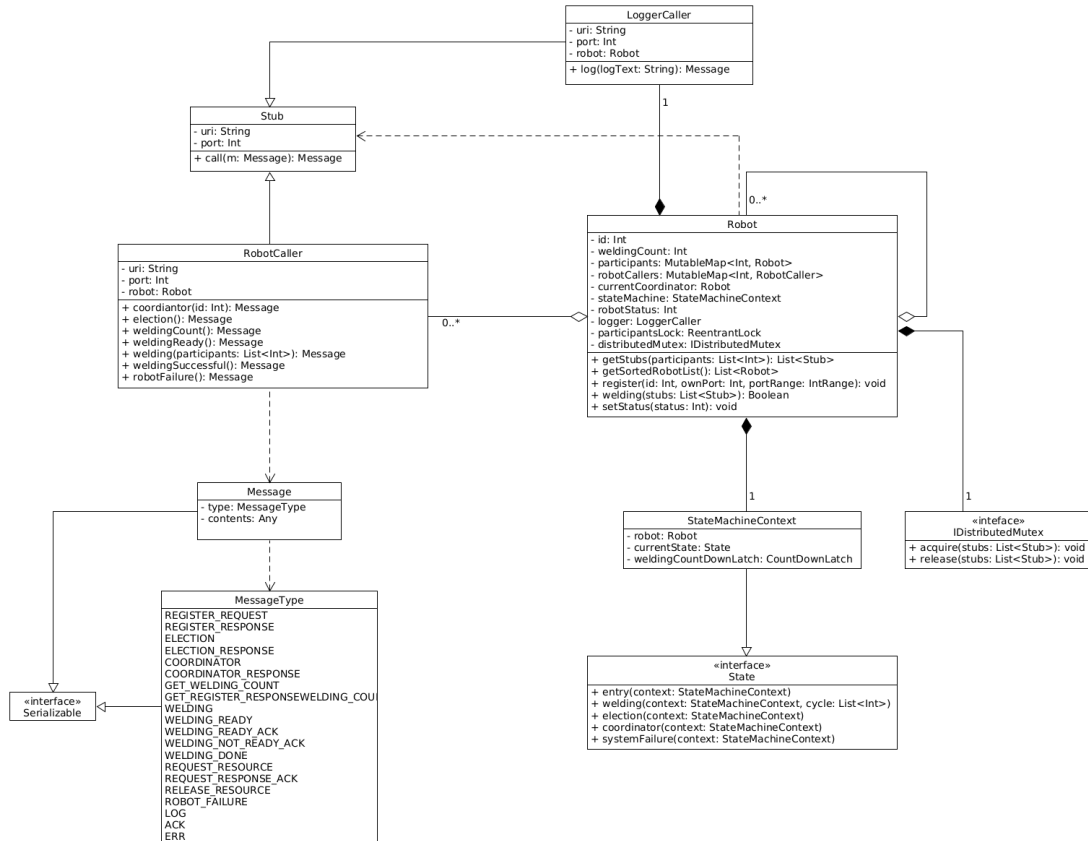 LoggerCaller
- uri: String
- port: Int
- robot: Robot
+ log(logText: String): Message
1
Stub
- uri: String
- port: Int
+ call(m: Message): Message
0..*
Robot
- id: Int
- weldingCount: Int
- participants: MutableMap<Int, Robot>
- robotCallers: MutableMap<Int, RobotCaller>
- currentCoordinator: Robot
- stateMachine: StateMachineContext
- robotStatus: Int
- logger: LoggerCaller
- participantsLock: ReentrantLock
- distributedMutex: IDistributedMutex
+ getStubs(participants: List<Int>): List<Stub>
+ getSortedRobotList(): List<Robot>
+ register(id: Int, ownPort: Int, portRange: IntRange): void
+ welding(stubs: List<Stub>): Boolean
+ setStatus(status: Int): void
RobotCaller
- uri: String
- port: Int
- robot: Robot
+ coordiantor(id: Int): Message
+ election(): Message
+ weldingCount(): Message
+ weldingReady(): Message
+ welding(participants: List<Int>): Message
+ weldingSuccessful(): Message
+ robotFailure(): Message
0..*
Message
- type: MessageType
- contents: Any
1
StateMachineContext
- robot: Robot
- currentState: State
- weldingCountDownLatch: CountDownLatch
1
«inteface»
IDistributedMutex
+ acquire(stubs: List<Stub>): void
+ release(stubs: List<Stub>): void
MessageType
REGISTER_REQUEST
REGISTER_RESPONSE
ELECTION
ELECTION_RESPONSE
COORDINATOR
COORDINATOR_RESPONSE
GET_WELDING_COUNT
GET_REGISTER_RESPONSEWELDING_COU
WELDING
WELDING_READY
WELDING_READY_ACK
WELDING_NOT_READY_ACK
WELDING_DONE
REQUEST_RESOURCE
REQUEST_RESPONSE_ACK
RELEASE_RESOURCE
ROBOT_FAILURE
LOG
ACK
ERR
«interface»
Serializable
«interface»
State
+ entry(context: StateMachineContext)
+ welding(context: StateMachineContext, cycle: List<Int>)
+ election(context: StateMachineContext)
+ coordinator(context: StateMachineContext)
+ systemFailure(context: StateMachineContext)